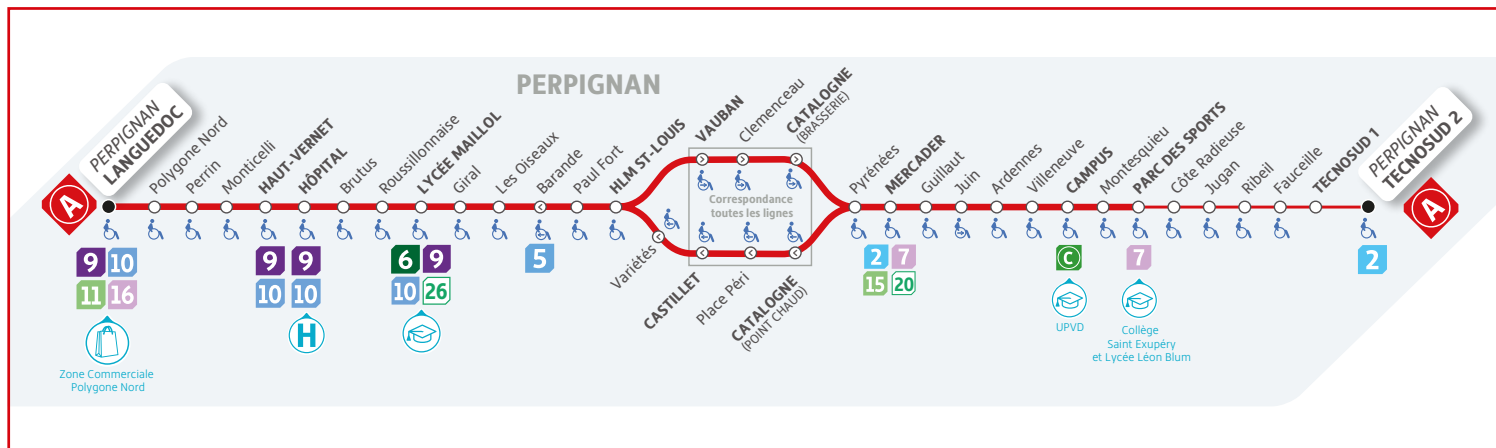 PERPIGNAN
A
PERPIGNAN
LANGUEDOC
Polygone Nord
Perrin
Monticelli
HAUT-VERNET
HÔPITAL
Brutus
Roussillonnaise
LYCÉE MAILLOL
Giral
Les Oiseaux
Barande
Paul Fort
HLM ST-LOUIS
VAUBAN
Clemenceau
CATALOGNE
(BRASSERIE)
Correspondance
toutes les lignes
Variétés
CASTILLET
Place Péri
CATALOGNE
(POINT CHAUD)
Pyrénées
MERCADER
Guillaut
Juin
Ardennes
Villeneuve
CAMPUS
Montesquieu
PARC DES SPORTS
Côte Radieuse
Jugan
Ribeil
Fauceille
TECNOSUD 1
PERPIGNAN
TECNOSUD 2
A
9 10
11 16
Zone Commerciale
Polygone Nord
9 9
10 10
H
6 9
10 26
5
2 7
15 20
C
UPVD
7
Collège
Saint Exupéry
et Lycée Léon Blum
2